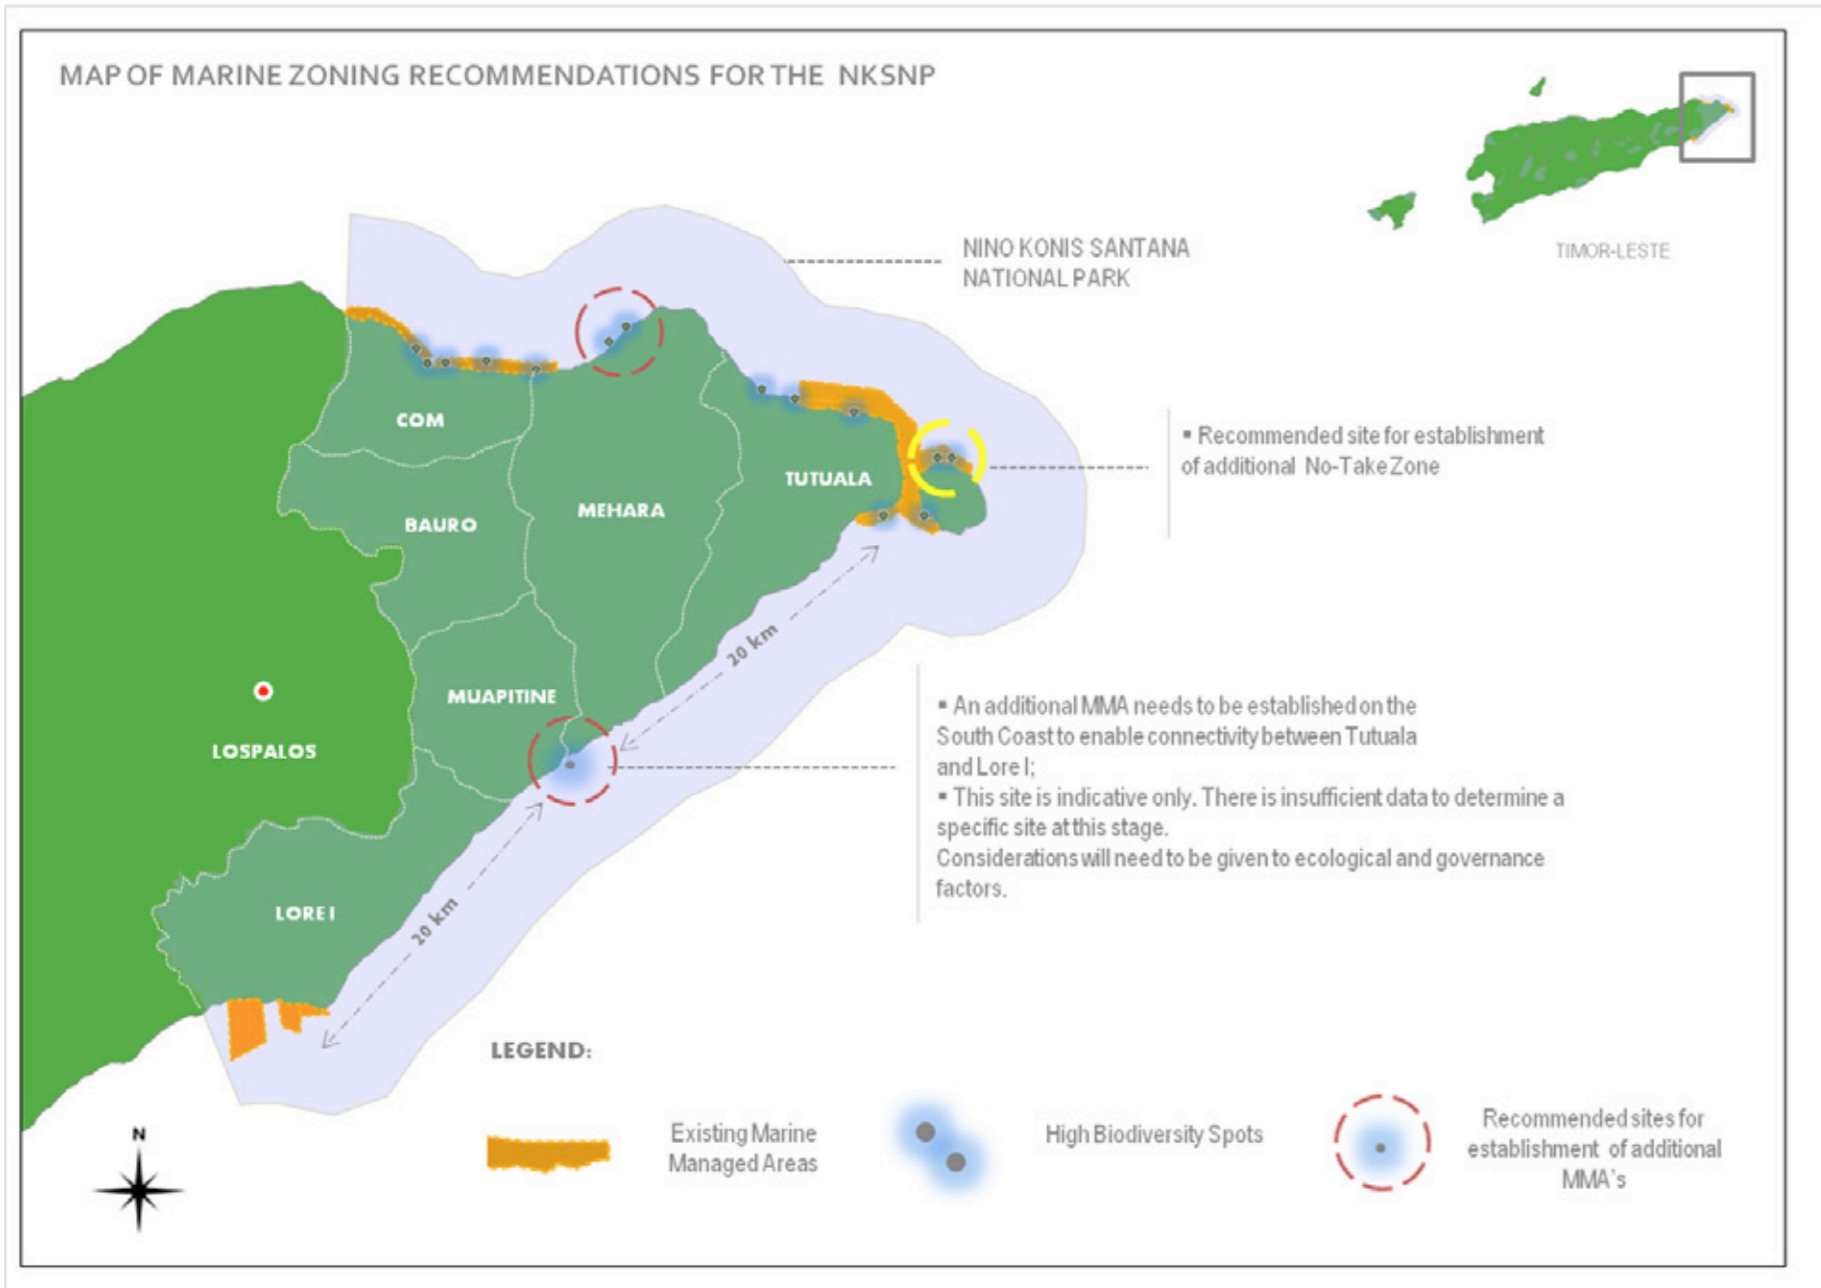 MAP OF MARINE ZONING RECOMMENDATIONS FOR THE NKSNP
TIMOR-LESTE
NINO KONIS SANTANA
NATIONAL PARK
COM
BAURO
MEHARA
TUTUALA
▪ Recommended site for establishment
of additional No-Take Zone
MUAPITINE
LOSPALOS
LORE I
20 km
20 km
▪ An additional MMA needs to be established on the
South Coast to enable connectivity between Tutuala
and Lore I;
▪ This site is indicative only. There is insufficient data to determine a
specific site at this stage.
Considerations will need to be given to ecological and governance
factors.
LEGEND:
N
Existing Marine
Managed Areas
High Biodiversity Spots
Recommended sites for
establishment of additional
MMA's